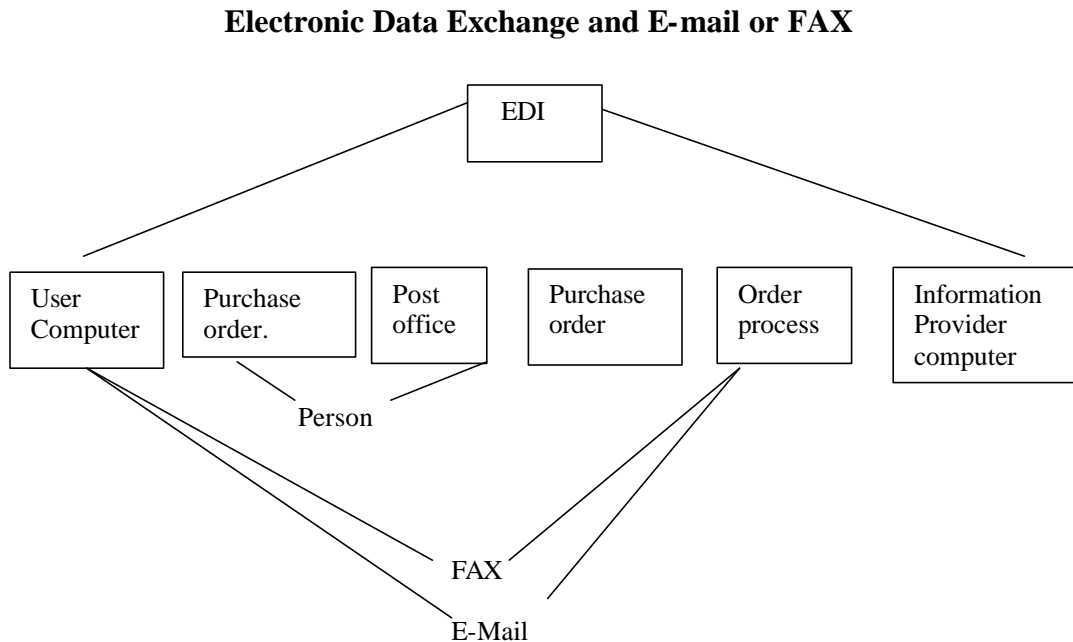 Electronic Data Exchange and E-mail or FAX
EDI
User
Computer
Purchase
order.
Post
office
Purchase
order
Order
process
Information
Provider
computer
Person
FAX
E-Mail